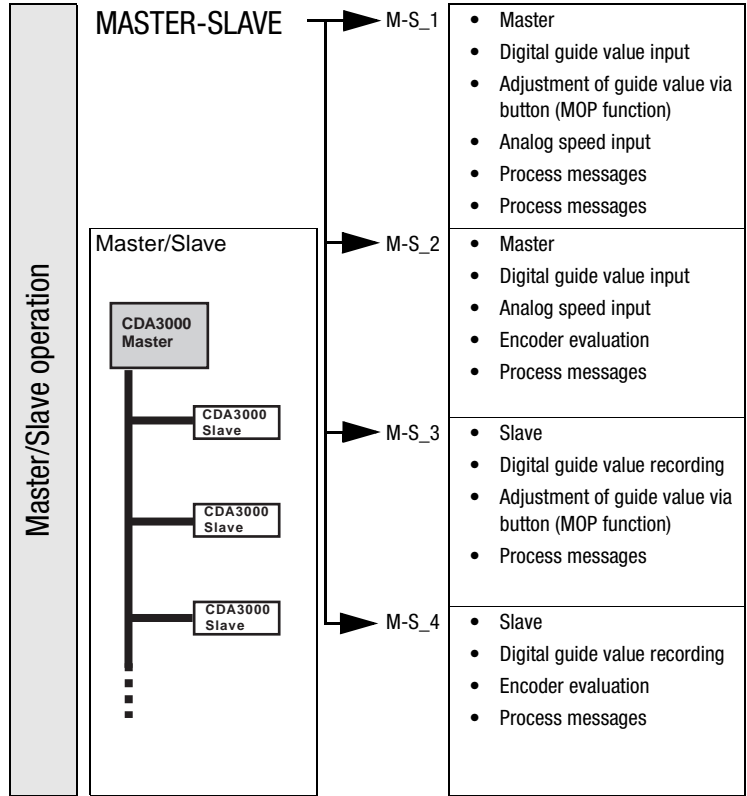 Master/Slave operation
MASTER-SLAVE
M-S_1
• Master
• Digital guide value input
• Adjustment of guide value via
button (MOP function)
• Analog speed input
• Process messages
• Process messages
Master/Slave
CDA3000
Master
CDA3000
Slave
CDA3000
Slave
CDA3000
Slave
M-S_2
• Master
• Digital guide value input
• Analog speed input
• Encoder evaluation
• Process messages
M-S_3
• Slave
• Digital guide value recording
• Adjustment of guide value via
button (MOP function)
• Process messages
M-S_4
• Slave
• Digital guide value recording
• Encoder evaluation
• Process messages